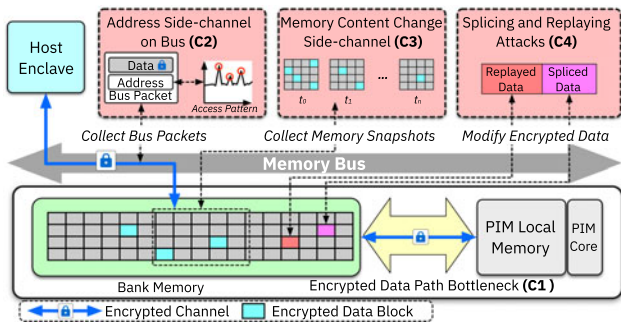 Host
Enclave
Address Side-channel
on Bus (C2)
Data
Address
Bus Packet
Access Pattern
Memory Content Change
Side-channel (C3)
t0
t1
...
tn
Splicing and Replaying
Attacks (C4)
Replayed
Data
Spliced
Data
Collect Bus Packets
Collect Memory Snapshots
Modify Encrypted Data
Memory Bus
Bank Memory
Encrypted Data Path Bottleneck (C1)
PIM Local
Memory
PIM
Core
Encrypted Channel
Encrypted Data Block